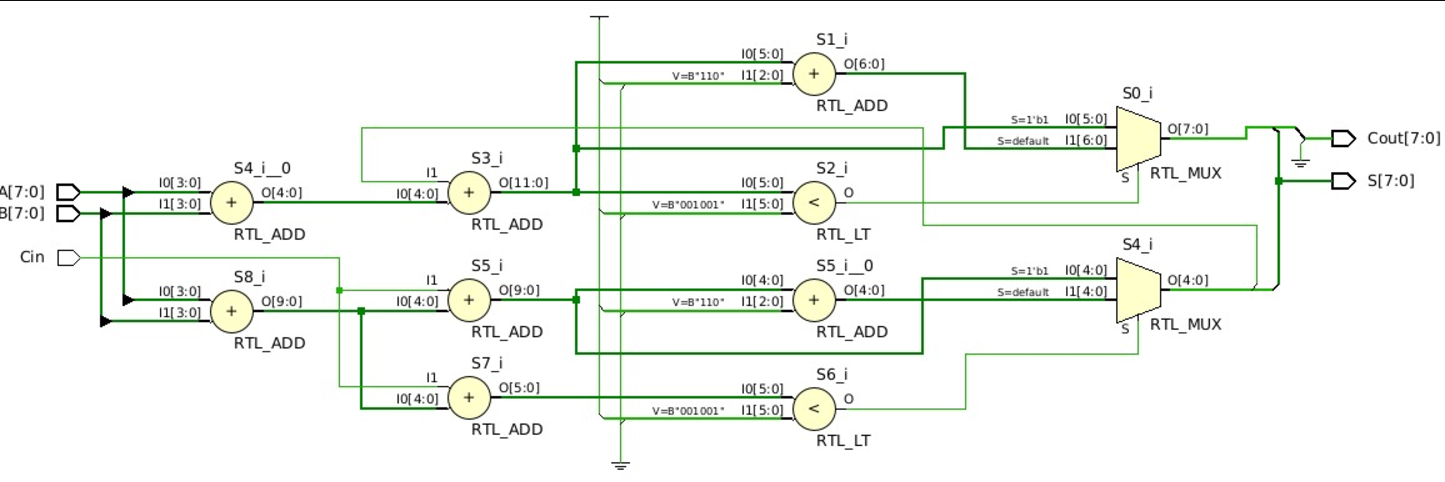 S1_i
I0[5:0]
O[6:0]
V=B"110" I1[2:0]
RTL_ADD
S0_i
S=1'b1 I0[5:0]
O[7:0]
Cout[7:0]
S=default I1[6:0]
S
RTL_MUX
S[7:0]
S4_i__0
A[7:0]
I0[3:0]
O[4:0]
B[7:0]
I1[3:0]
RTL_ADD
S3_i
I1
O[11:0]
I0[4:0]
RTL_ADD
S2_i
I0[5:0]
O
V=B"001001" I1[5:0]
RTL_LT
Cin
S8_i
I0[3:0]
O[9:0]
I1[3:0]
RTL_ADD
S5_i
I1
O[9:0]
I0[4:0]
RTL_ADD
S5_i__0
I0[4:0]
O[4:0]
V=B"110" I1[2:0]
RTL_ADD
S4_i
S=1'b1 I0[4:0]
O[4:0]
S=default I1[4:0]
S
RTL_MUX
S7_i
I1
O[5:0]
I0[4:0]
RTL_ADD
S6_i
I0[5:0]
O
V=B"001001" I1[5:0]
RTL_LT